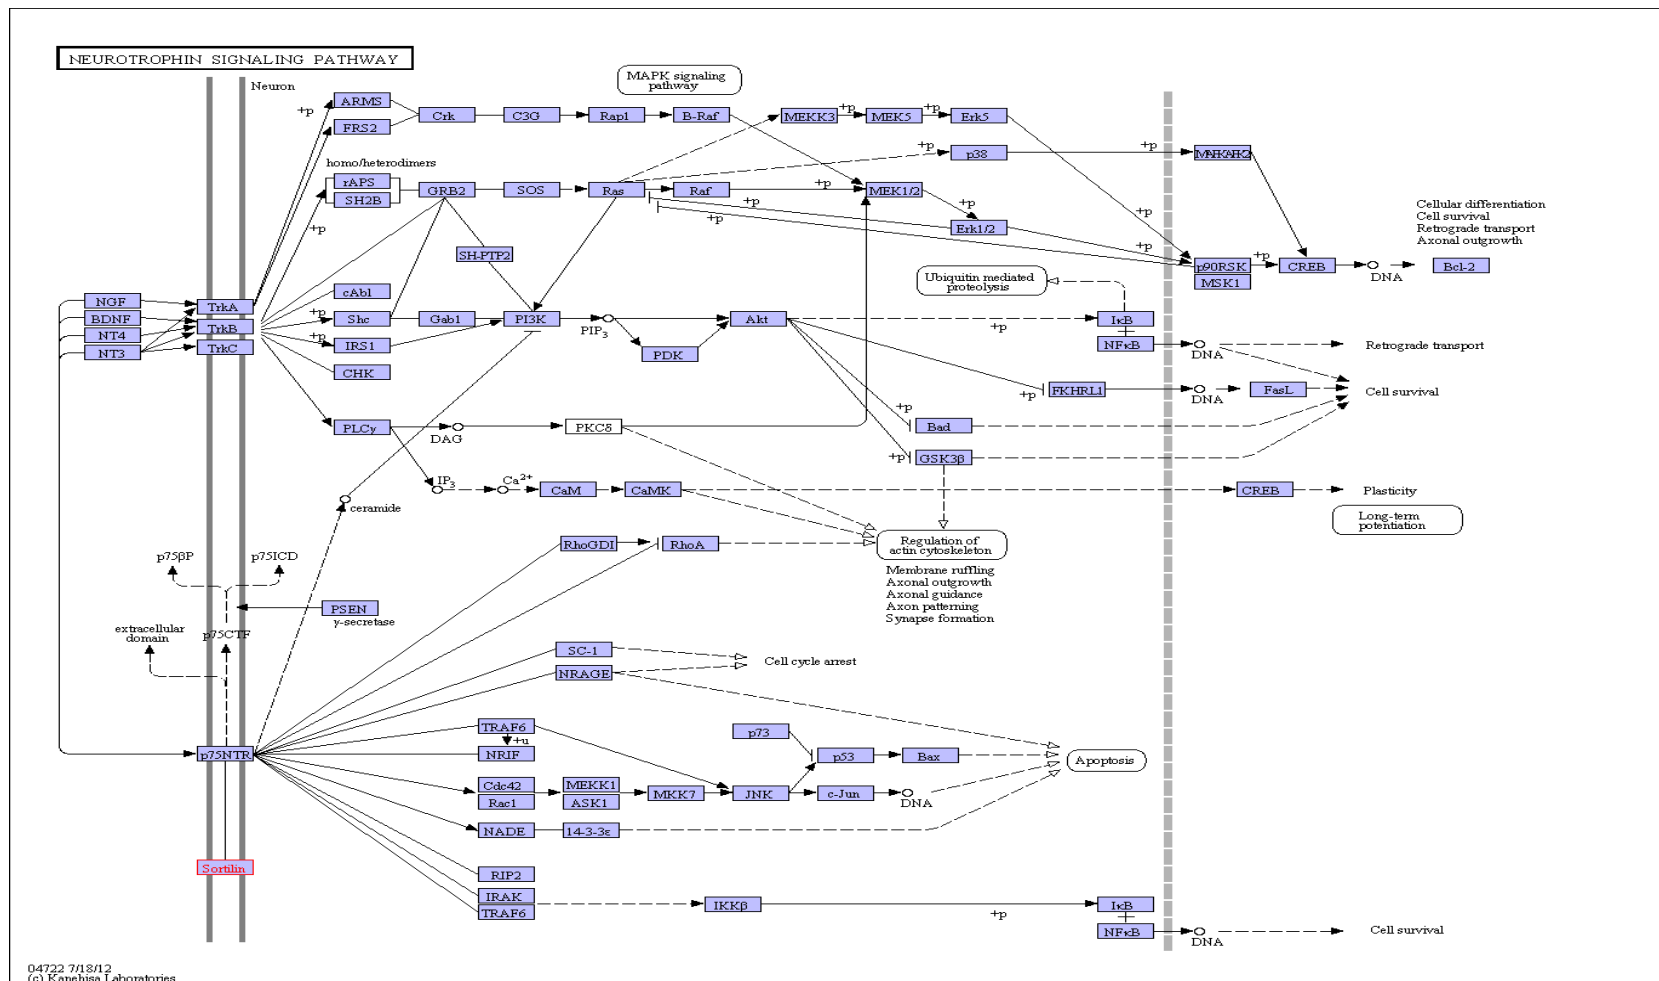 NEUROTROPHIN SIGNALING PATHWAY
Neuron
MAPK signaling
pathway
+p
ARMS
FRS2
Crk
C3G
Rap1
B-Raf
MEKK3
+p
MEK5
+p
Erk5
p38
+p
homo/heterodimers
rAPS
SH2B
+p
GRB2
SOS
Ras
Raf
+p
MEK1/2
+p
Erk1/2
+p
+p
+p
+p
Cellular differentiation
Cell survival
Retrograde transport
Axonal outgrowth
SH-PTP2
p90RSK
MSK1
+p
CREB
DNA
Bcl-2
Ubiquitin mediated
proteolysis
NGF
BDNF
NT4
NT3
TrkA
TrkB
TrkC
cAbl
+p
Shc
+p
IRS1
CHK
Gab1
PI3K
PIP3
PDK
Akt
+p
IκB
NFκB
DNA
Retrograde transport
+p
FKHRL1
DNA
FasL
Cell survival
PLCγ
DAG
PKCδ
+p
Bad
+p
GSK3β
IP3
Ca2+
CaM
CaMK
CREB
Plasticity
Long-term
potentiation
ceramide
RhoGDI
RhoA
Regulation of
actin cytoskeleton
Membrane ruffling
Axonal outgrowth
Axonal guidance
Axon patterning
Synapse formation
p75βP
p75ICD
PSEN
γ-secretase
extracellular
domain
p75CTF
SC-1
NRAGE
Cell cycle arrest
p75NTR
TRAF6
+u
NRIF
p73
p53
Bax
Apoptosis
Cdc42
Rac1
MEKK1
ASK1
MKK7
JNK
c-Jun
DNA
NADE
14-3-3ε
Sortilin
RIP2
IRAK
TRAF6
IKKβ
+p
IκB
NFκB
DNA
Cell survival
04722 7/18/12
(c) Kanehisa Laboratories